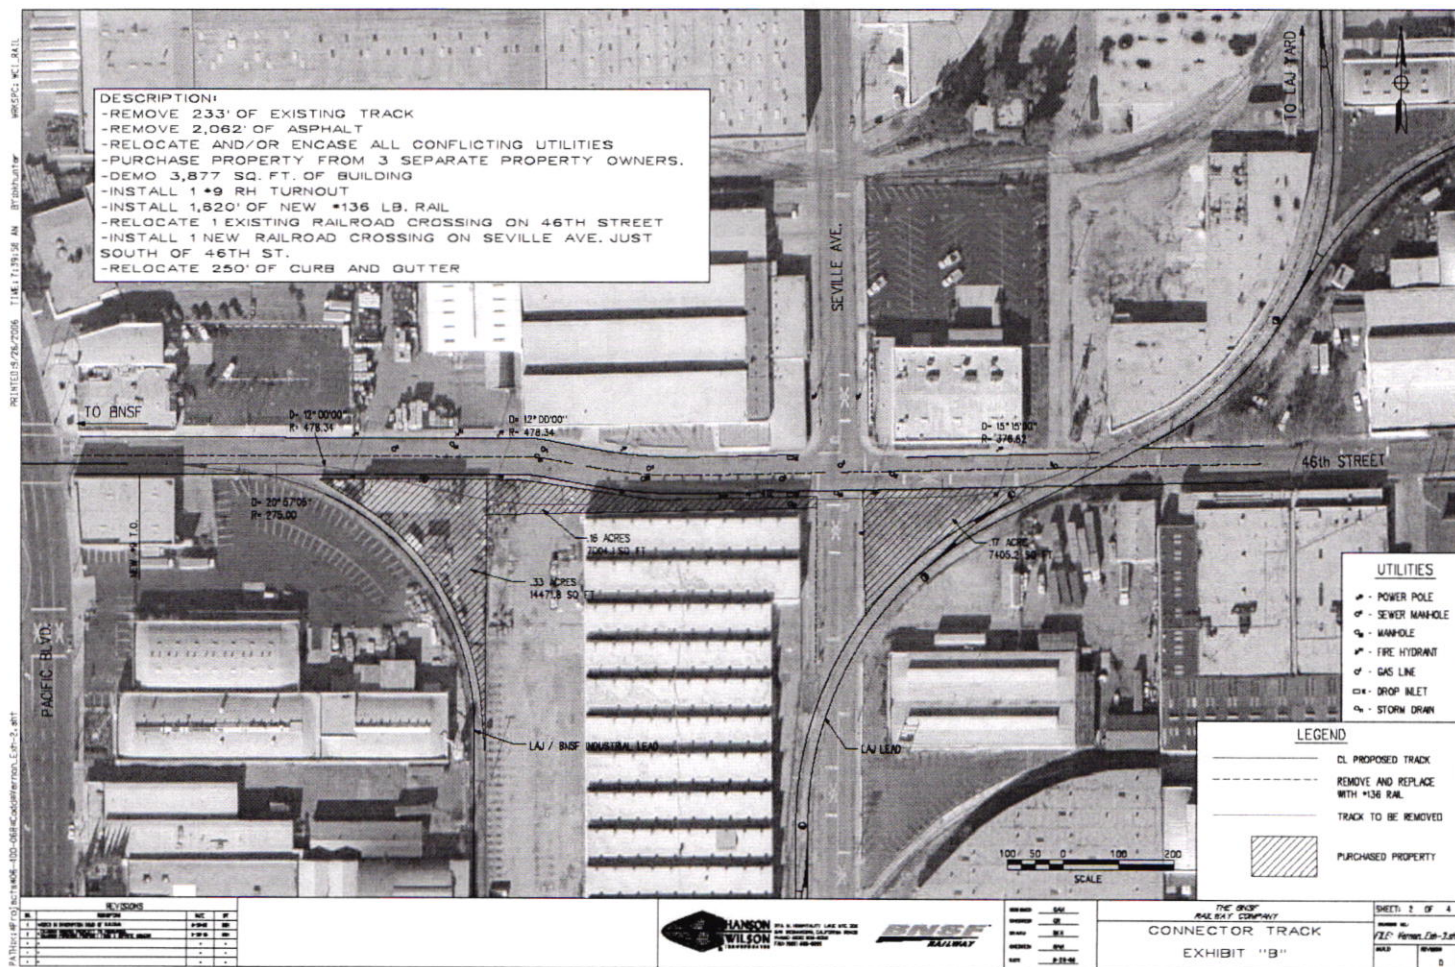 DESCRIPTION:
-REMOVE 233' OF EXISTING TRACK
-REMOVE 2,062' OF ASPHALT
-RELOCATE AND/OR ENCASE ALL CONFLICTING UTILITIES
-PURCHASE PROPERTY FROM 3 SEPARATE PROPERTY OWNERS.
-DEMO 3,877 SQ. FT. OF BUILDING
-INSTALL 1 #9 RH TURNOUT
-INSTALL 1,620' OF NEW #136 LB. RAIL
-RELOCATE 1 EXISTING RAILROAD CROSSING ON 46TH STREET
-INSTALL 1 NEW RAILROAD CROSSING ON SEVILLE AVE. JUST
SOUTH OF 46TH ST.
-RELOCATE 250' OF CURB AND GUTTER
TO LAJ YARD
SEVILLE AVE.
TO BNSF
D= 12°00'00"
R= 478.34
D= 12°00'00"
R= 478.34
D= 15°15'00"
R= 376.82
46th STREET
D= 20°57'05"
R= 275.00
NEW #9 T.O.
.16 ACRES
SQ FT
.17 ACRE
7405.2 SQ FT
.33 ACRES
14471.8 SQ FT
PACIFIC BLVD.
LAJ / BNSF INDUSTRIAL LEAD
LAJ LEAD
UTILITIES
- POWER POLE
- SEWER MANHOLE
- MANHOLE
- FIRE HYDRANT
- GAS LINE
- DROP INLET
- STORM DRAIN
LEGEND
CL PROPOSED TRACK
REMOVE AND REPLACE
WITH #136 RAIL
TRACK TO BE REMOVED
PURCHASED PROPERTY
100 50 0 100 200
SCALE
PRINTED: 9/26/2006
REVISIONS
HANSON
WILSON
BNSF
RAILWAY
THE BNSF
RAILWAY COMPANY
CONNECTOR TRACK
EXHIBIT "B"
SHEET: 2 OF 4
FILE:
D